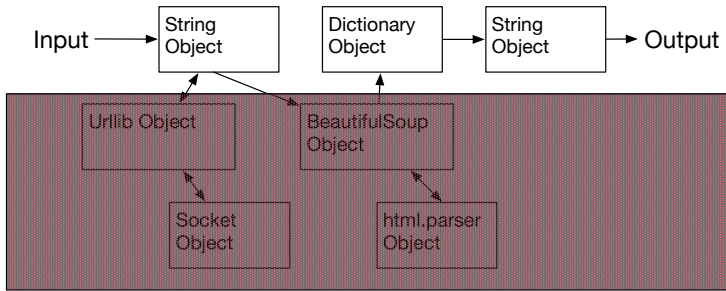 Input
String
Object
Dictionary
Object
String
Object
Output
Urllib Object
BeautifulSoup
Object
Socket
Object
html.parser
Object